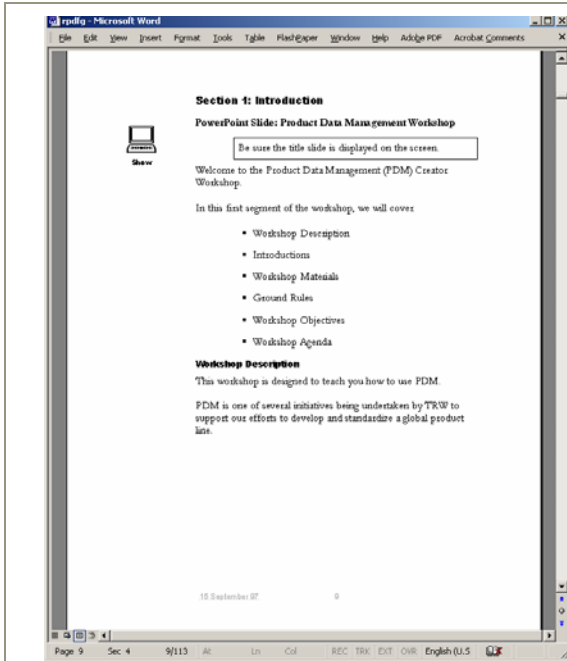 rpdfg - Microsoft Word
File Edit View Insert Format Tools Table FlashPaper Window Help Adobe PDF Acrobat Comments
Section 1: Introduction
PowerPoint Slide: Product Data Management Workshop
Show
Be sure the title slide is displayed on the screen.
Welcome to the Product Data Management (PDM) Creator
Workshop.
In this first segment of the workshop, we will cover
▪ Workshop Description
▪ Introductions
▪ Workshop Materials
▪ Ground Rules
▪ Workshop Objectives
▪ Workshop Agenda
Workshop Description
This workshop is designed to teach you how to use PDM.
PDM is one of several initiatives being undertaken by TRW to
support our efforts to develop and standardize a global product
line.
15 September 97 9
Page 9 Sec 4 9/113 At Ln Col REC TRK EXT OVR English (U.S